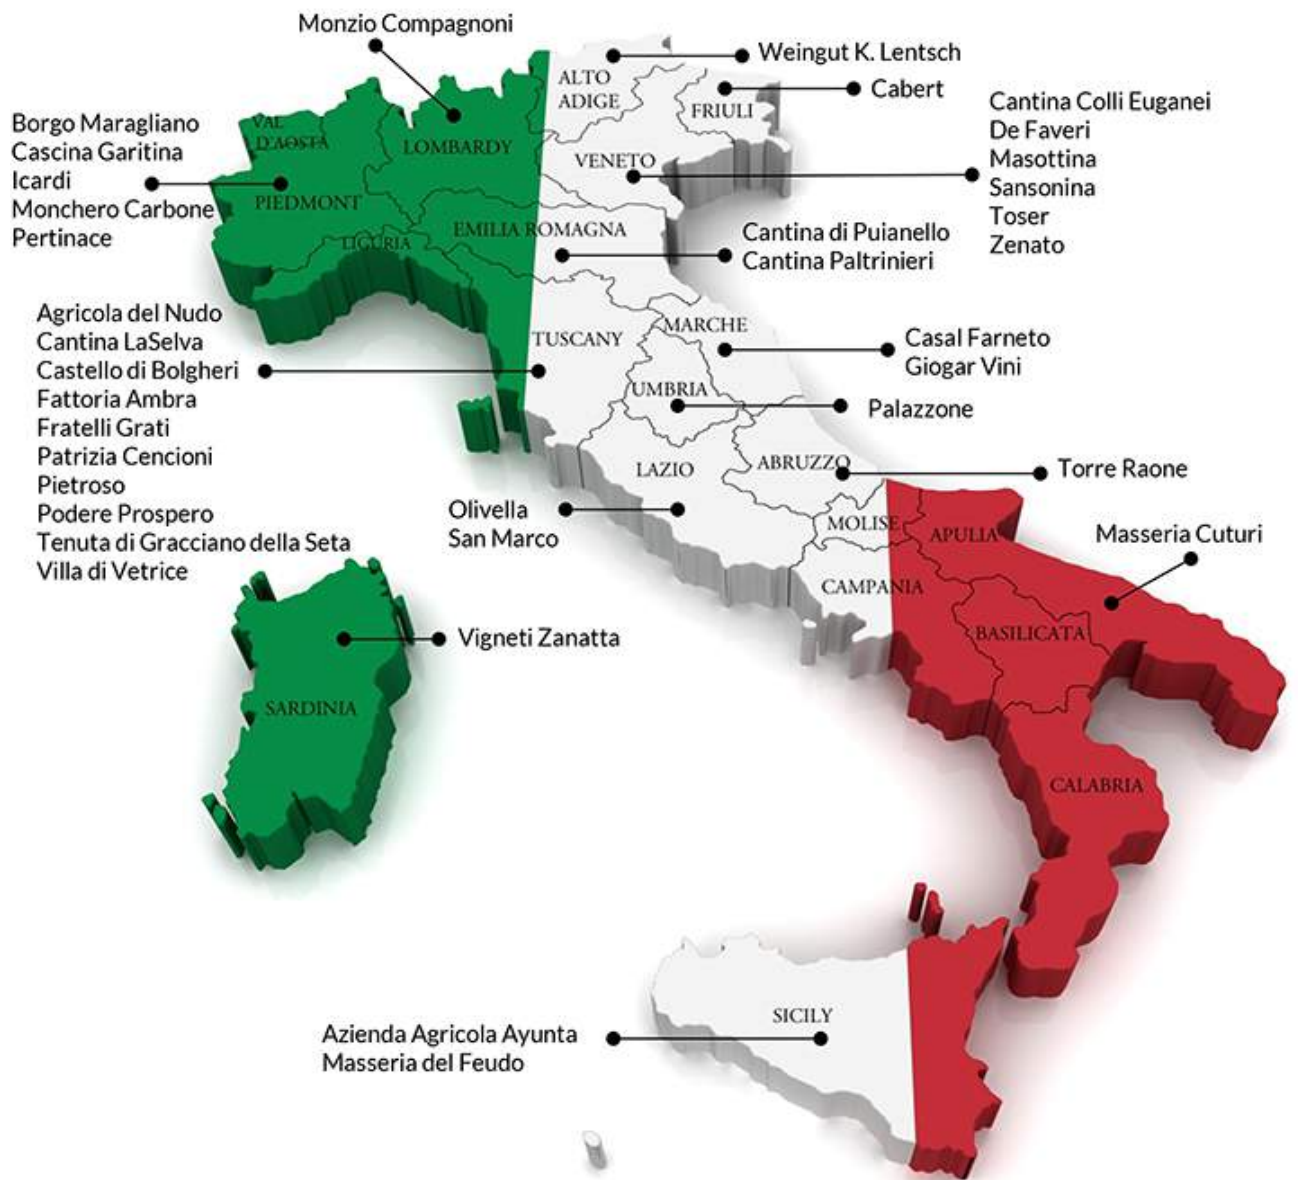 Monzio Compagnoni
Weingut K. Lentsch
Cabert
ALTO
ADIGE
FRIULI
Cantina Colli Euganei
De Faveri
Masottina
Sansonina
Toser
Zenato
Borgo Maragliano
Cascina Garitina
Icardi
Monchero Carbone
Pertinace
VAL
D'AOSTA
LOMBARDY
VENETO
PIEDMONT
EMILIA ROMAGNA
LIGURIA
Cantina di Puianello
Cantina Paltrinieri
Agricola del Nudo
Cantina LaSelva
Castello di Bolgheri
Fattoria Ambra
Fratelli Grati
Patrizia Cencioni
Pietroso
Podere Prospero
Tenuta di Gracciano della Seta
Villa di Vetrice
TUSCANY
MARCHE
Casal Farneto
Giogar Vini
UMBRIA
Palazzone
LAZIO
ABRUZZO
Torre Raone
Olivella
San Marco
MOLISE
APULIA
Masseria Cuturi
CAMPANIA
BASILICATA
Vigneti Zanatta
SARDINIA
CALABRIA
SICILY
Azienda Agricola Ayunta
Masseria del Feudo